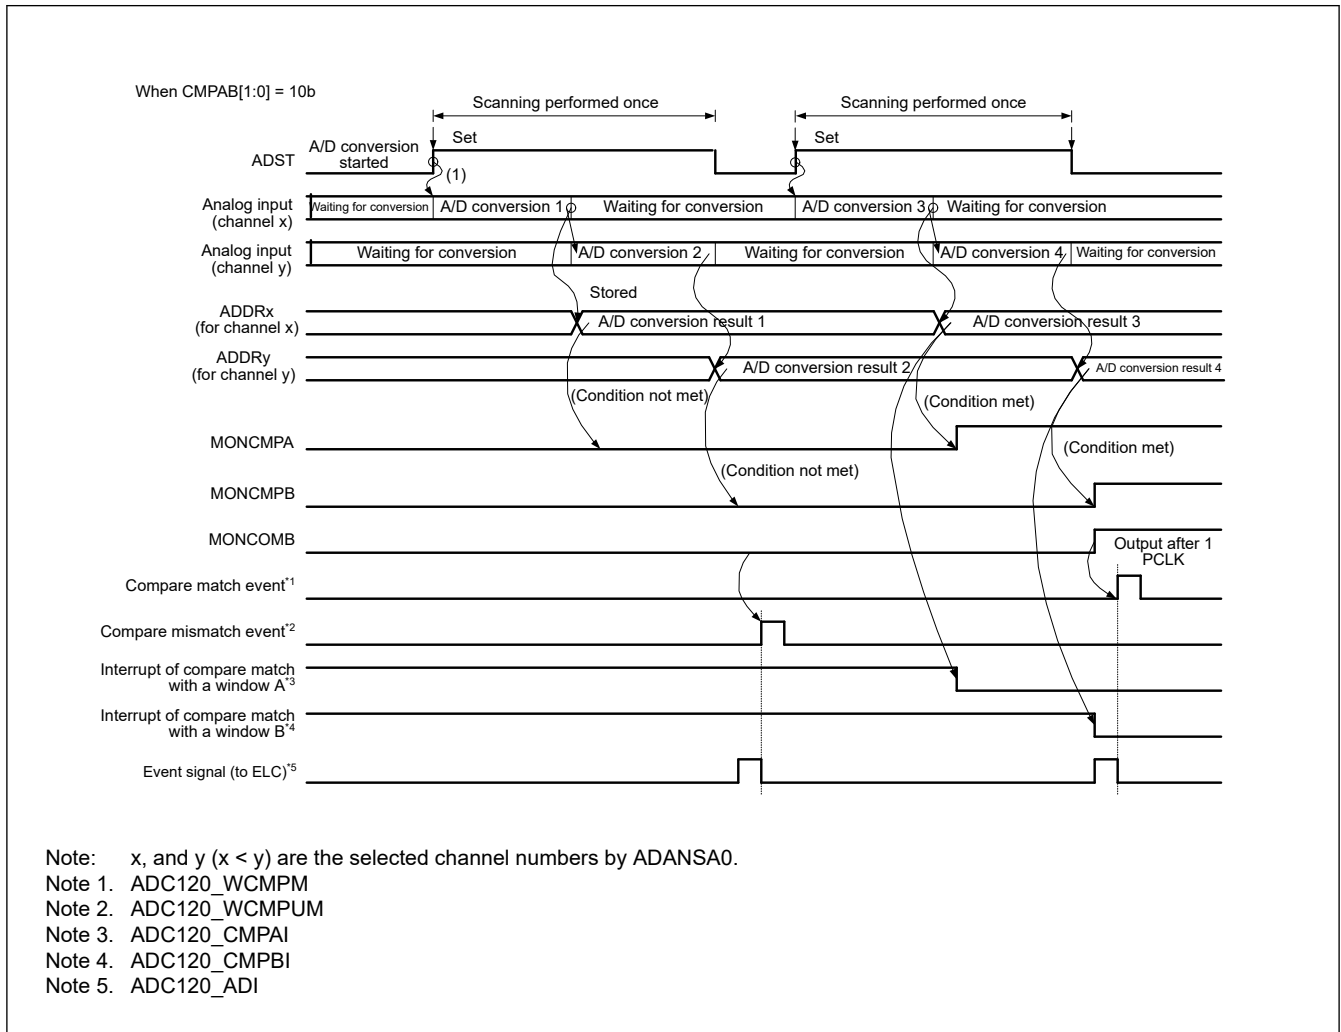 When CMPAB[1:0] = 10b
Scanning performed once
Scanning performed once
ADST
A/D conversion
started
Set
Set
(1)
Analog input
(channel x)
Waiting for conversion
A/D conversion 1
Waiting for conversion
A/D conversion 3
Waiting for conversion
Analog input
(channel y)
Waiting for conversion
A/D conversion 2
Waiting for conversion
A/D conversion 4
Waiting for conversion
Stored
ADDRx
(for channel x)
A/D conversion result 1
A/D conversion result 3
ADDRy
(for channel y)
A/D conversion result 2
A/D conversion result 4
(Condition not met)
(Condition met)
MONCMPA
(Condition met)
(Condition not met)
MONCMPB
MONCOMB
Output after 1
PCLK
Compare match event*1
Compare mismatch event*2
Interrupt of compare match
with a window A*3
Interrupt of compare match
with a window B*4
Event signal (to ELC)*5
Note: x, and y (x < y) are the selected channel numbers by ADANSA0.
Note 1. ADC120_WCMPM
Note 2. ADC120_WCMPUM
Note 3. ADC120_CMPAI
Note 4. ADC120_CMPBI
Note 5. ADC120_ADI